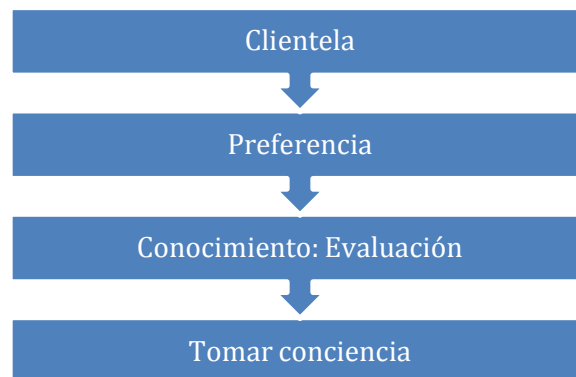 Clientela
Preferencia
Conocimiento: Evaluación
Tomar conciencia